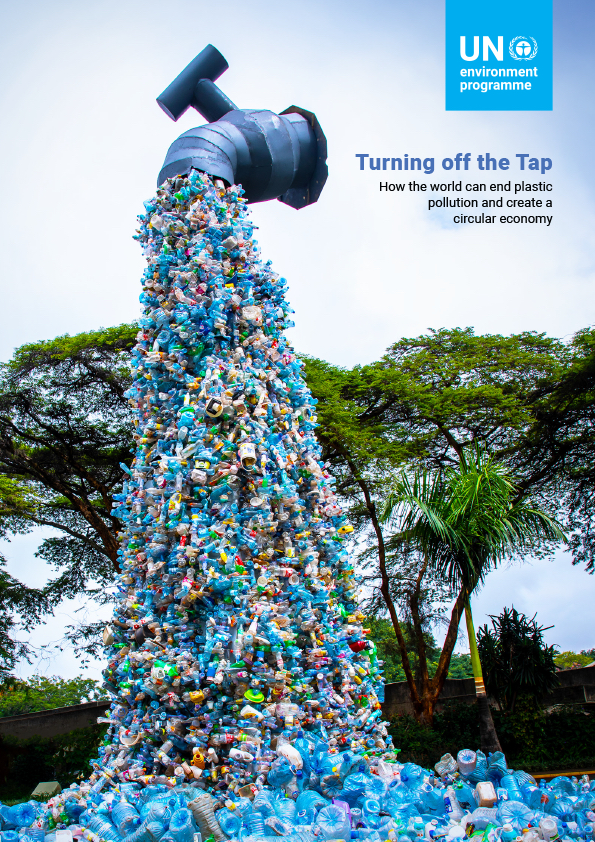 UN
environment
programme
Turning off the Tap
How the world can end plastic
pollution and create a
circular economy